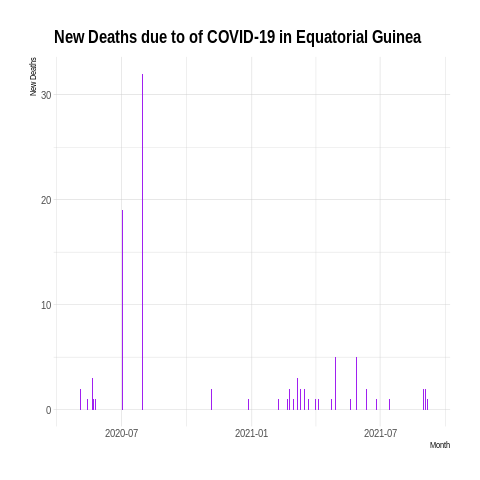 New Deaths due to of COVID-19 in Equatorial Guinea
New Deaths
30
20
10
0
2020-07 2021-01 2021-07
Month